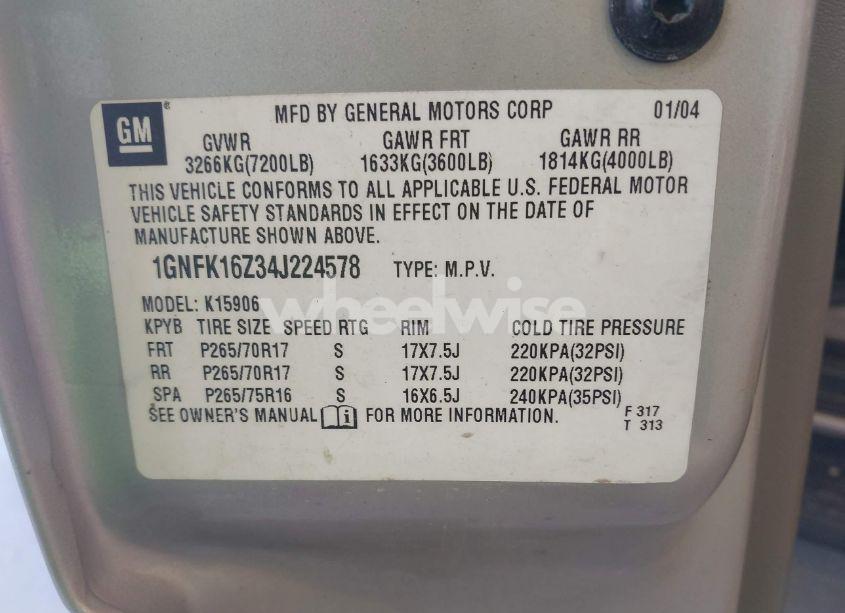 GM ®
MFD BY GENERAL MOTORS CORP 01/04
GVWR GAWR FRT GAWR RR
3266KG(7200LB) 1633KG(3600LB) 1814KG(4000LB)
THIS VEHICLE CONFORMS TO ALL APPLICABLE U.S. FEDERAL MOTOR
VEHICLE SAFETY STANDARDS IN EFFECT ON THE DATE OF
MANUFACTURE SHOWN ABOVE.
1GNFK16Z34J224578 TYPE: M.P.V.
MODEL: K15906
wheelwise
KPYB TIRE SIZE SPEED RTG RIM COLD TIRE PRESSURE
FRT P265/70R17 S 17X7.5J 220KPA(32PSI)
RR P265/70R17 S 17X7.5J 220KPA(32PSI)
SPA P265/75R16 S 16X6.5J 240KPA(35PSI)
SEE OWNER'S MANUAL i FOR MORE INFORMATION.
F 317
T 313